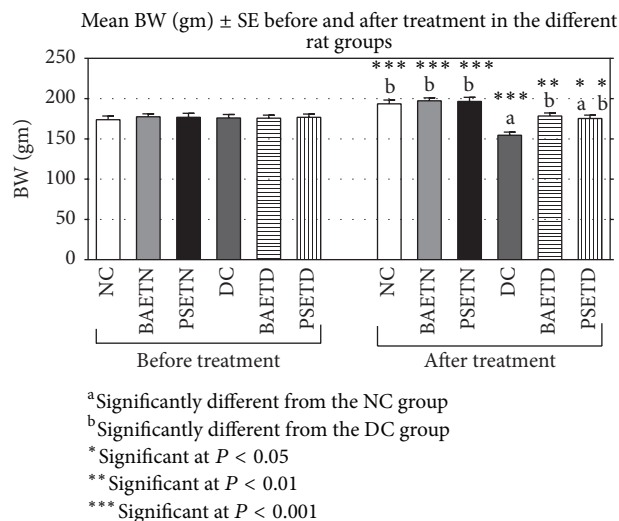 Mean BW (gm) ± SE before and after treatment in the different
rat groups
BW (gm)
250
200
150
100
50
0
*** *** *** *** ** * *
b b b a b a b
NC BAETN PSETN DC BAETD PSETD
NC BAETN PSETN DC BAETD PSETD
Before treatment
After treatment
aSignificantly different from the NC group
bSignificantly different from the DC group
*Significant at P < 0.05
**Significant at P < 0.01
***Significant at P < 0.001